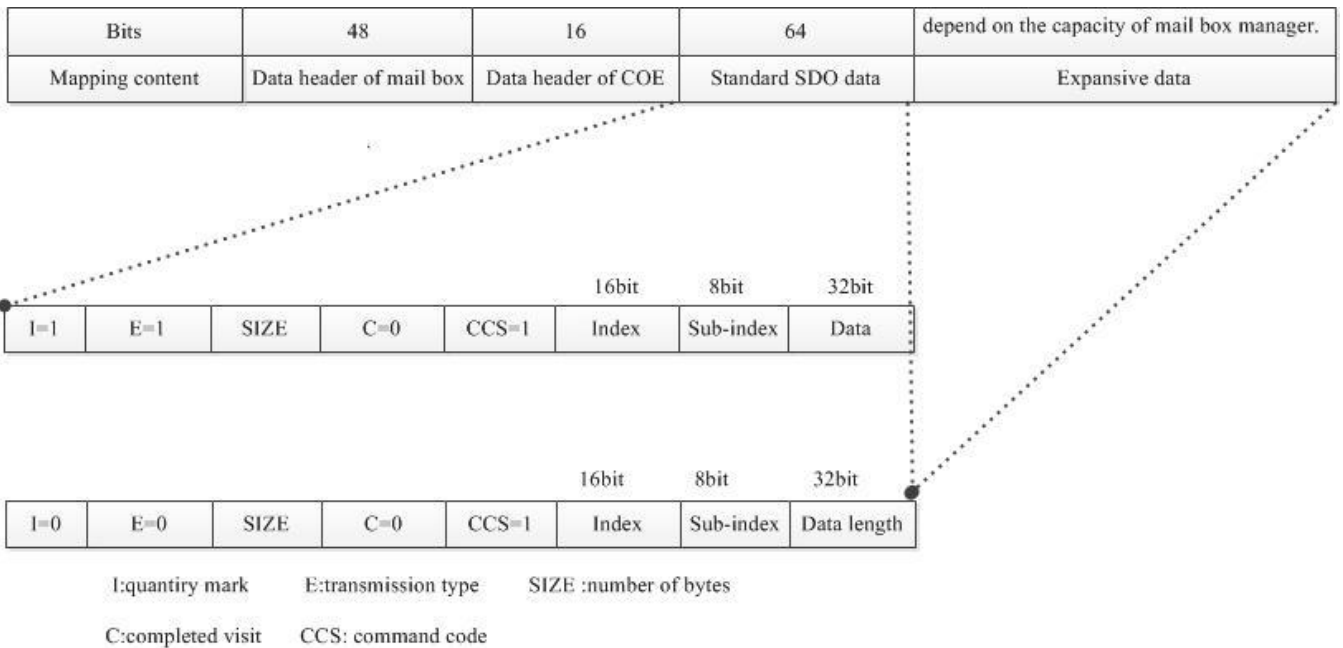 Bits 48 16 64 depend on the capacity of mail box manager.
Mapping content Data header of mail box Data header of COE Standard SDO data Expansive data
16bit 8bit 32bit
I=1 E=1 SIZE C=0 CCS=1 Index Sub-index Data
16bit 8bit 32bit
I=0 E=0 SIZE C=0 CCS=1 Index Sub-index Data length
I:quantiry mark E:transmission type SIZE :number of bytes
C:completed visit CCS: command code